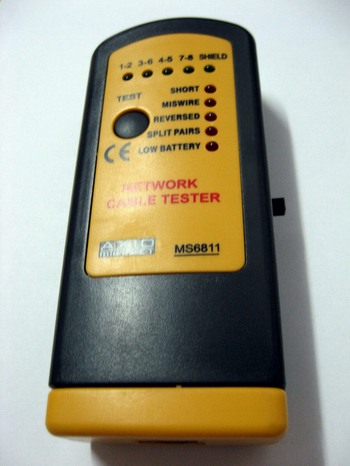 1-2 3-6 4-5 7-8 SHIELD
SHORT
TEST
MISWIRE
REVERSED
SPLIT PAIRS
CE
LOW BATTERY
NETWORK
CABLE TESTER
AXIO
MS6811